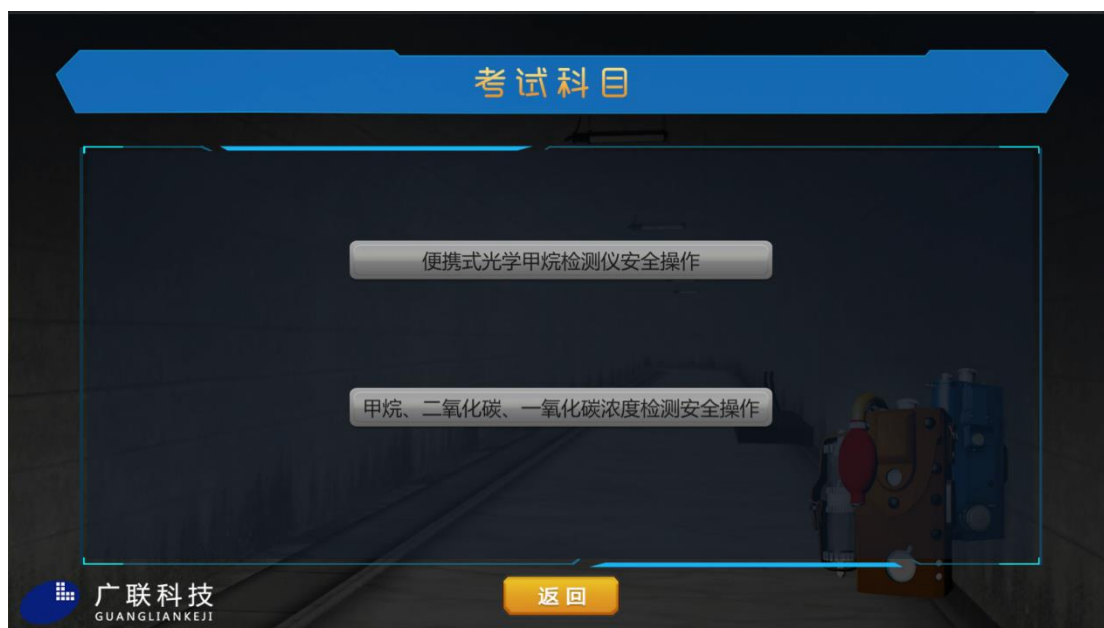 考试科目
便携式光学甲烷检测仪安全操作
甲烷、二氧化碳、一氧化碳浓度检测安全操作
广联科技
GUANGLIANKEJI
返回